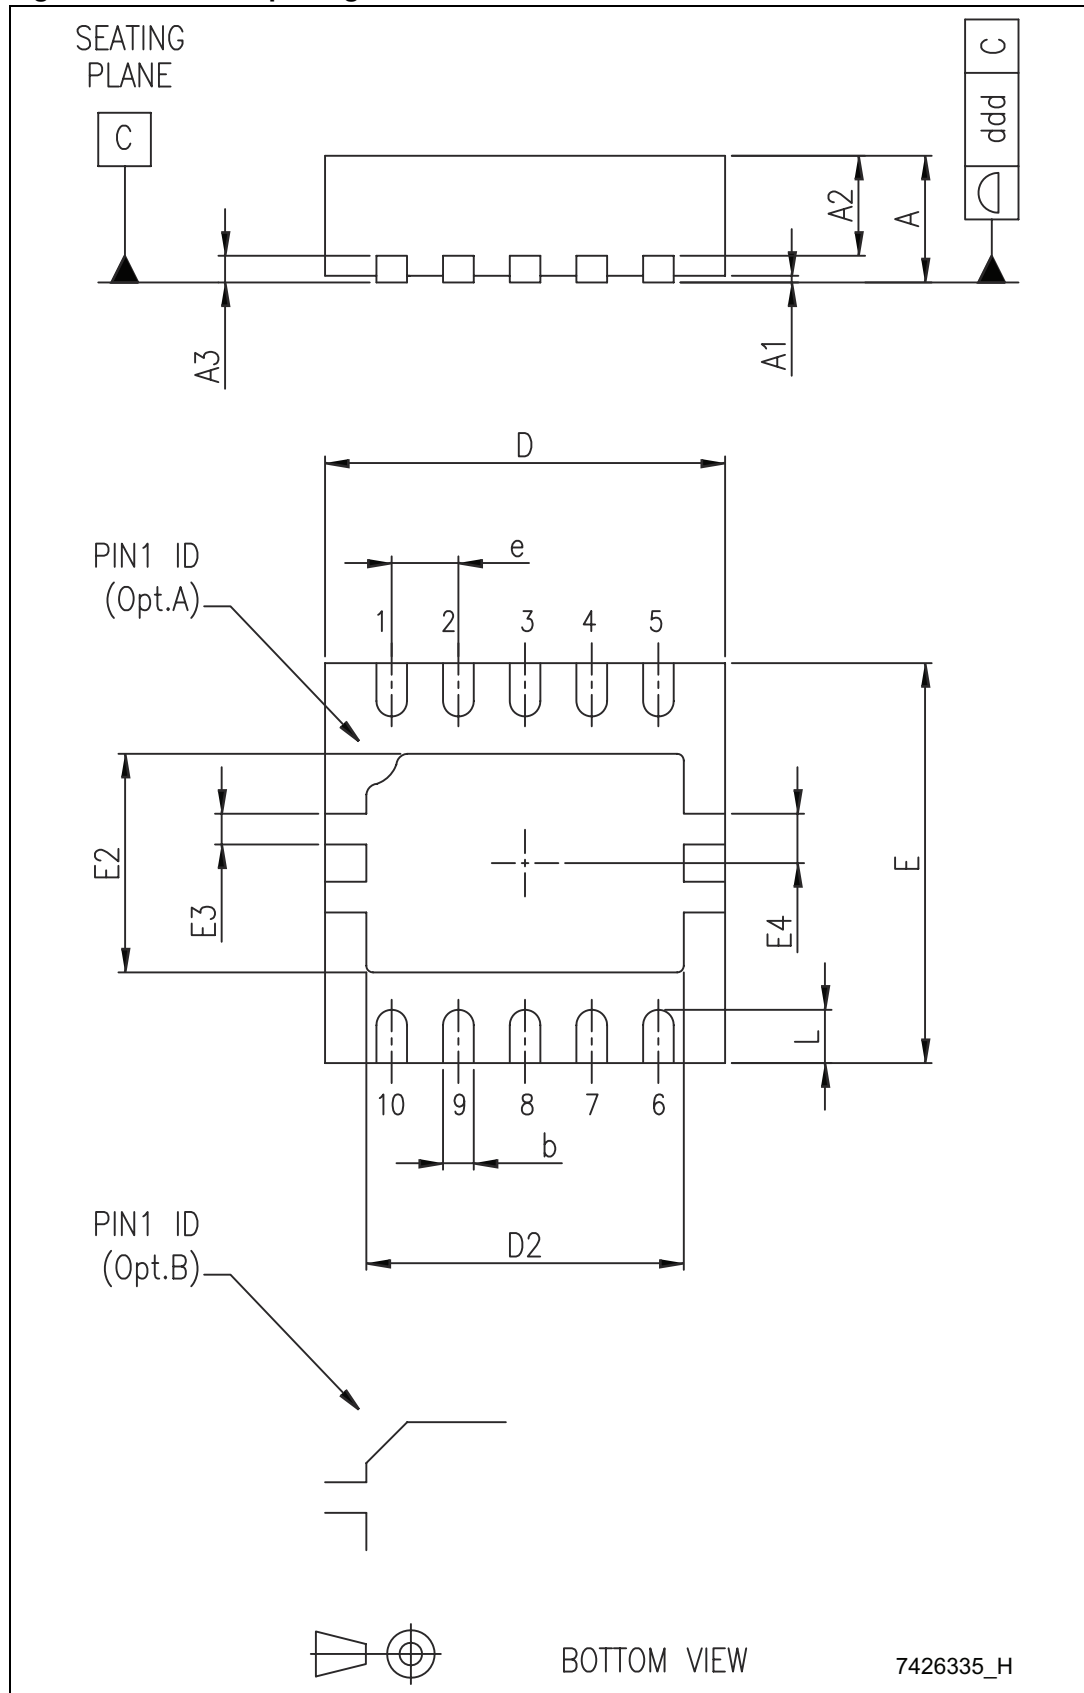 SEATING
PLANE
C
C
ddd
A2
A
A3
A1
D
PIN1 ID
(Opt.A)
e
1 2 3 4 5
E2
E3
E4
E
L
10 9 8 7 6
b
D2
PIN1 ID
(Opt.B)
BOTTOM VIEW
7426335_H